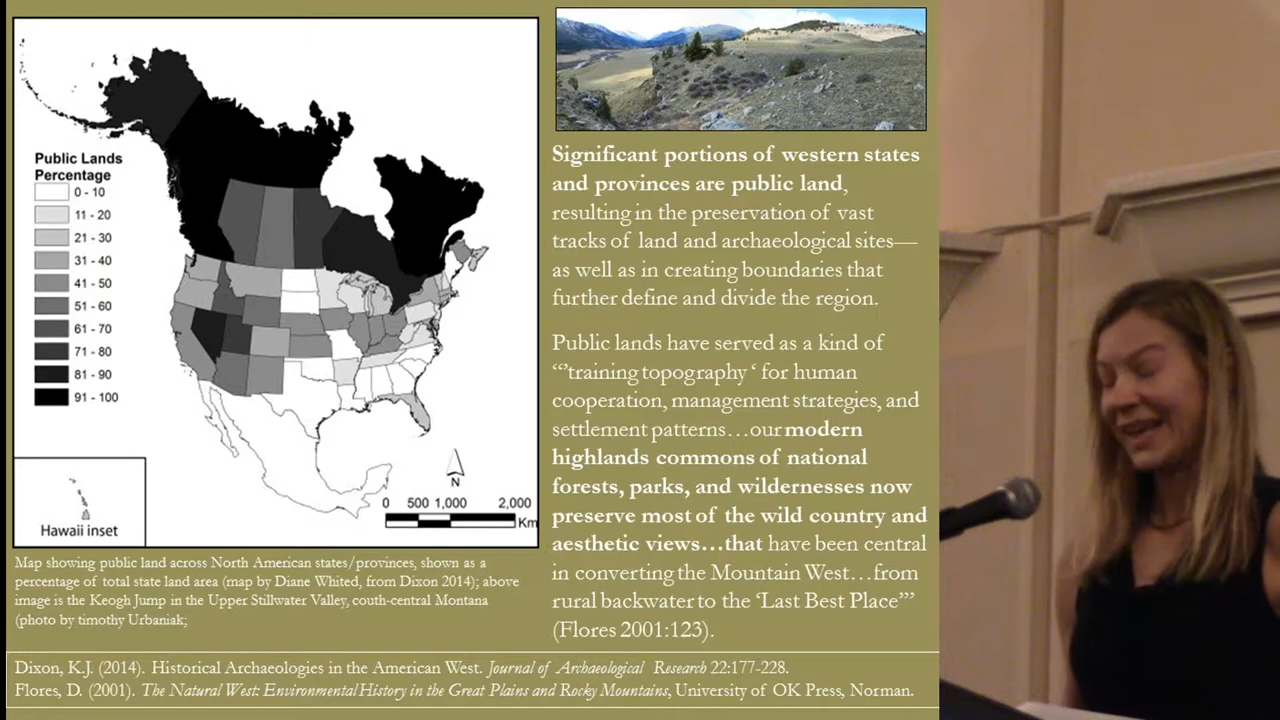 Public Lands
Percentage
0 - 10
11 - 20
21 - 30
31 - 40
41 - 50
51 - 60
61 - 70
71 - 80
81 - 90
91 - 100
Hawaii inset
N
0 500 1,000 2,000
Km
Map showing public land across North American states/provinces, shown as a
percentage of total state land area (map by Diane Whited, from Dixon 2014); above
image is the Keogh Jump in the Upper Stillwater Valley, couth-central Montana
(photo by timothy Urbaniak;
Significant portions of western states
and provinces are public land,
resulting in the preservation of vast
tracks of land and archaeological sites—
as well as in creating boundaries that
further define and divide the region.
Public lands have served as a kind of
“’training topography ‘ for human
cooperation, management strategies, and
settlement patterns…our modern
highlands commons of national
forests, parks, and wildernesses now
preserve most of the wild country and
aesthetic views…that have been central
in converting the Mountain West…from
rural backwater to the ‘Last Best Place’”
(Flores 2001:123).
Dixon, K.J. (2014). Historical Archaeologies in the American West. Journal of Archaeological Research 22:177-228.
Flores, D. (2001). The Natural West: Environmental History in the Great Plains and Rocky Mountains, University of OK Press, Norman.